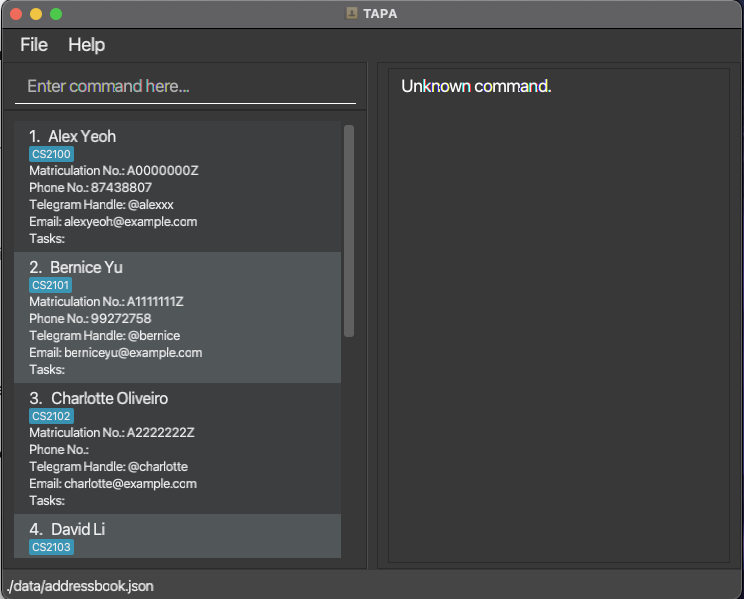 TAPA
File Help
Enter command here...
1. Alex Yeoh
CS2100
Matriculation No.: A0000000Z
Phone No.: 87438807
Telegram Handle: @alexxx
Email: alexyeoh@example.com
Tasks:
2. Bernice Yu
CS2101
Matriculation No.: A1111111Z
Phone No.: 99272758
Telegram Handle: @bernice
Email: berniceyu@example.com
Tasks:
3. Charlotte Oliveiro
CS2102
Matriculation No.: A2222222Z
Phone No.:
Telegram Handle: @charlotte
Email: charlotte@example.com
Tasks:
4. David Li
CS2103
Unknown command.
./data/addressbook.json